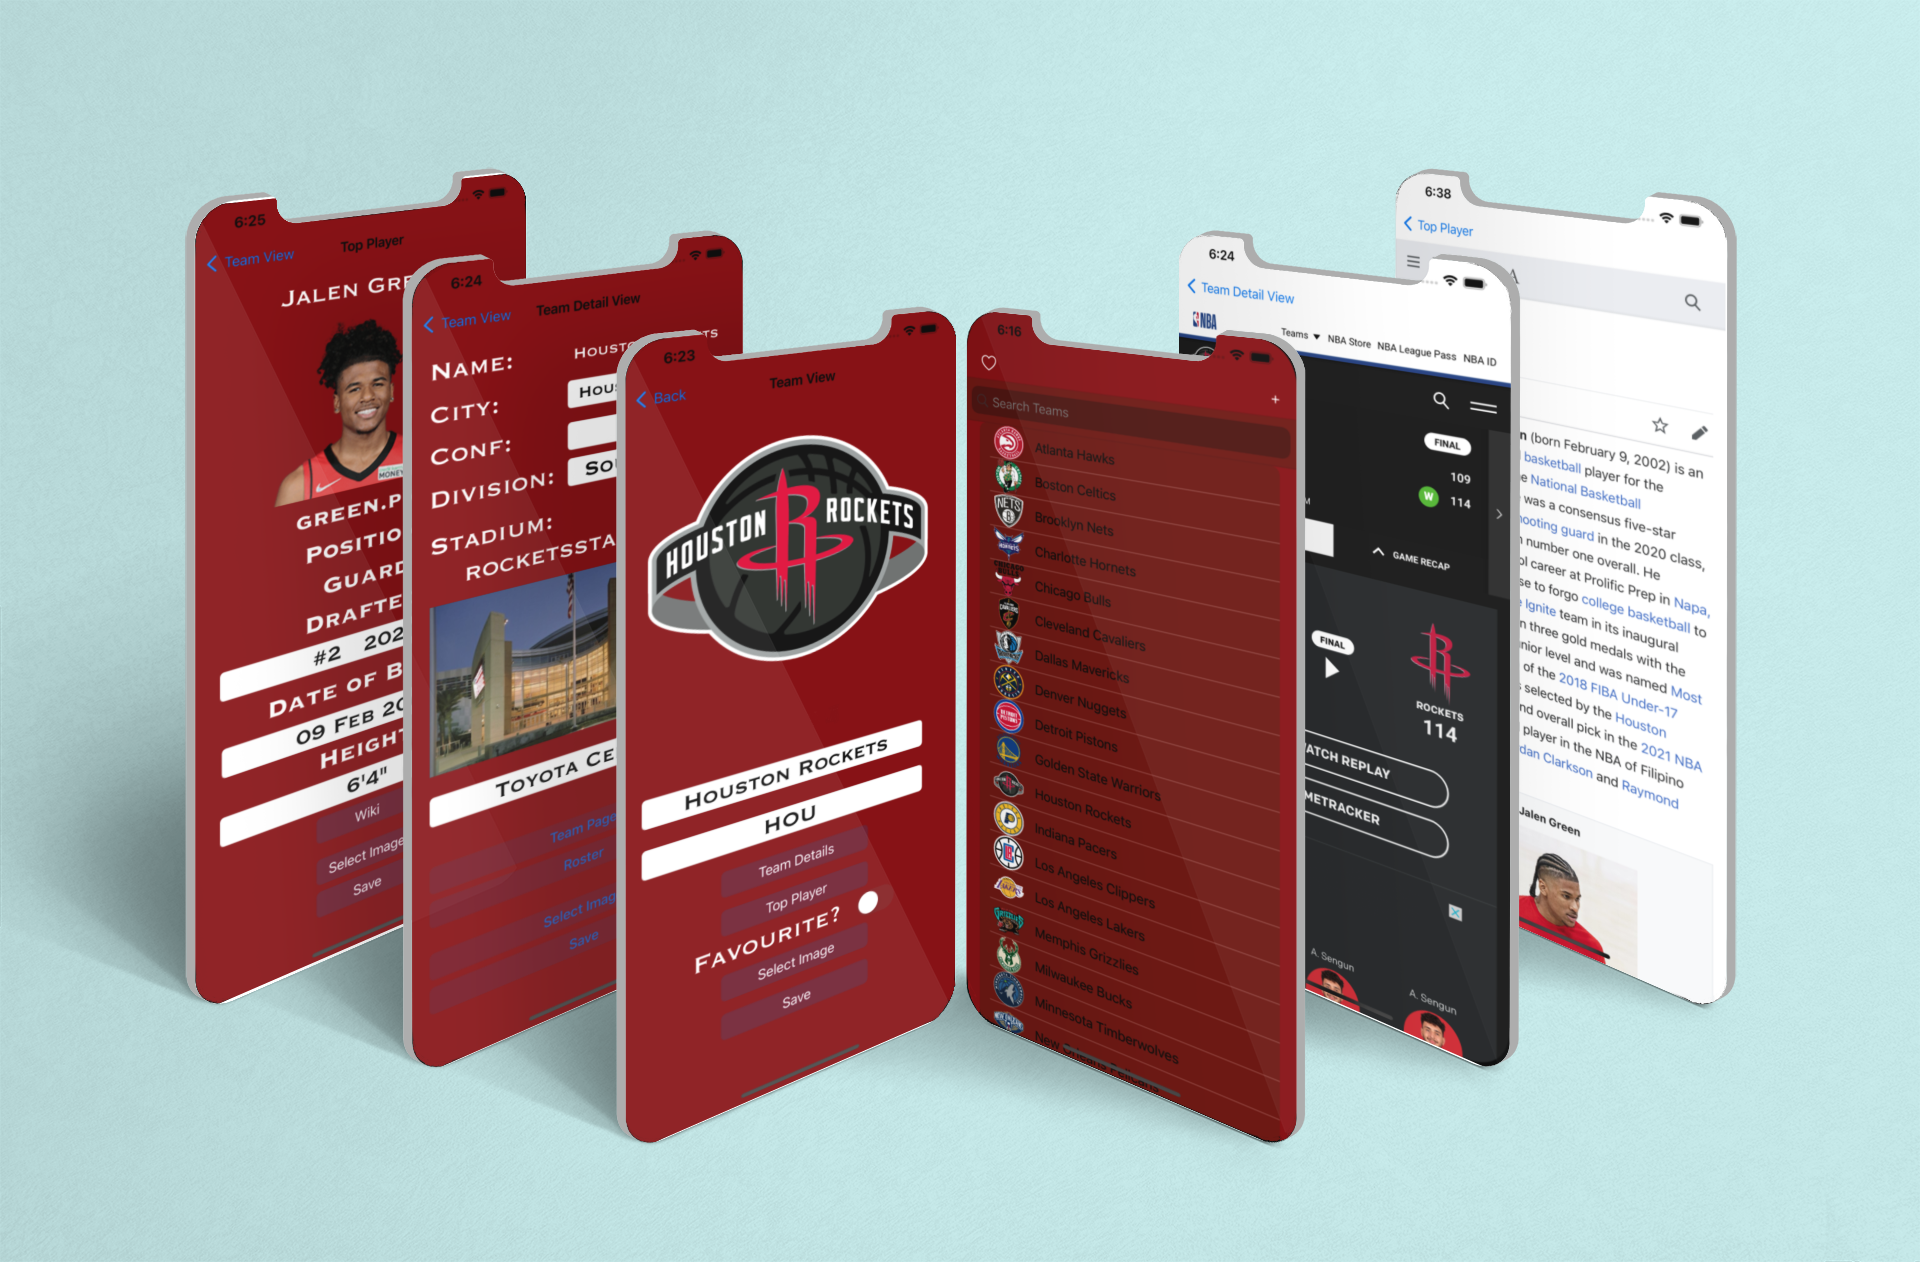 6:25
Team View
Top Player
JALEN GRE
MONEY
GREEN.P
POSITIO
GUARD
DRAFTE
#2 202
DATE OF B
09 FEB 20
HEIGHT
6'4"
Wiki
Select Image
Save
6:24
Team View
Team Detail View
NAME:
HOUST
TS
CITY:
HOU
CONF:
DIVISION:
SOU
STADIUM:
ROCKETSSTA
TOYOTA CE
Team Page
Roster
Select Imag
Save
6:23
Back
Team View
HOUSTON ROCKETS
HOUSTON ROCKETS
HOU
Team Details
Top Player
FAVOURITE?
Select Image
Save
6:16
Search Teams
+
Atlanta Hawks
Boston Celtics
NETS
B
Brooklyn Nets
HORNETS
Charlotte Hornets
Chicago Bulls
Cleveland Cavaliers
Dallas Mavericks
Denver Nuggets
Detroit Pistons
Golden State Warriors
Houston Rockets
Indiana Pacers
Los Angeles Clippers
LAKERS
Los Angeles Lakers
GRIZZLIES
Memphis Grizzlies
Milwaukee Bucks
Minnesota Timberwolves
New Orleans Pelicans
6:24
Team Detail View
NBA
Teams
NBA Store
NBA League Pass
NBA ID
FINAL
109
W 114
M
GAME RECAP
FINAL
ROCKETS
114
ATCH REPLAY
METRACKER
A. Sengun
A. Sengun
6:38
Top Player
A
n (born February 9, 2002) is an
l basketball player for the
e National Basketball
was a consensus five-star
hooting guard in the 2020 class,
n number one overall. He
ol career at Prolific Prep in Napa,
se to forgo college basketball to
e Ignite team in its inaugural
n three gold medals with the
nior level and was named Most
of the 2018 FIBA Under-17
s selected by the Houston
nd overall pick in the 2021 NBA
player in the NBA of Filipino
dan Clarkson and Raymond
Jalen Green